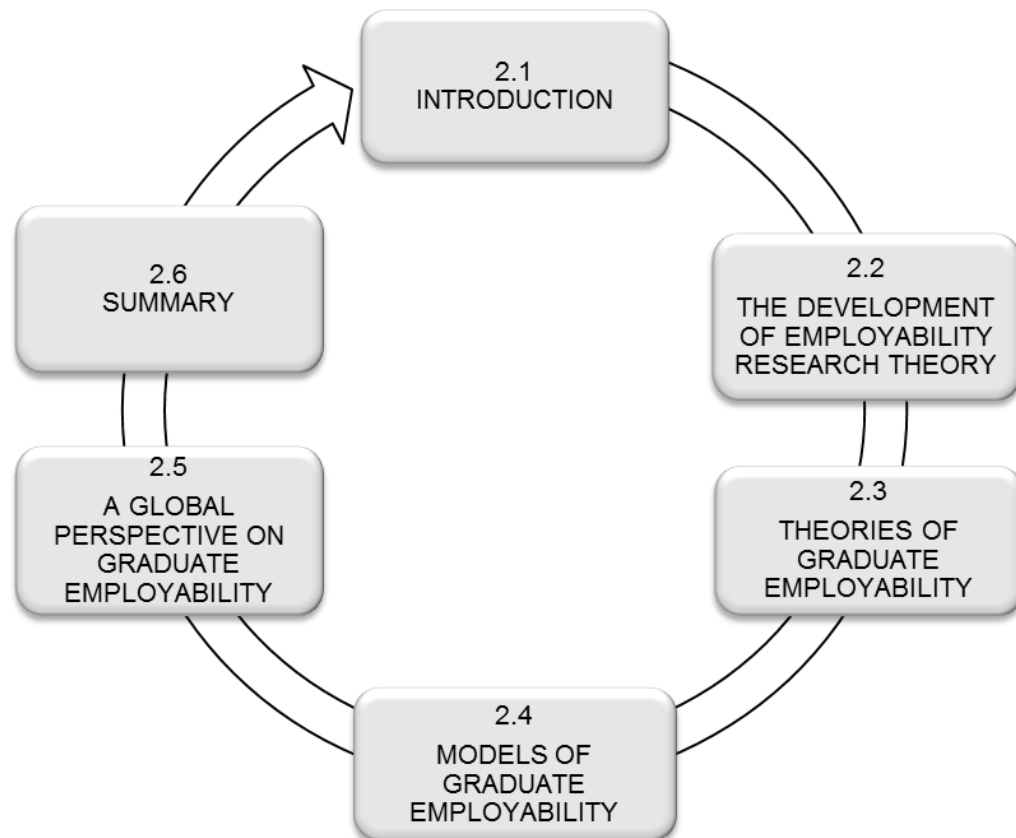 2.1
INTRODUCTION
2.2
THE DEVELOPMENT
OF EMPLOYABILITY
RESEARCH THEORY
2.3
THEORIES OF
GRADUATE
EMPLOYABILITY
2.4
MODELS OF
GRADUATE
EMPLOYABILITY
2.5
A GLOBAL
PERSPECTIVE ON
GRADUATE
EMPLOYABILITY
2.6
SUMMARY